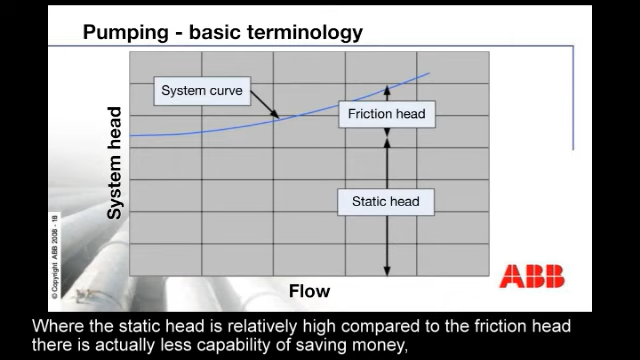 Pumping - basic terminology
System curve
Friction head
System head
Static head
© Copyright ABB 2008 - 18
ABB
Flow
Where the static head is relatively high compared to the friction head
there is actually less capability of saving money,